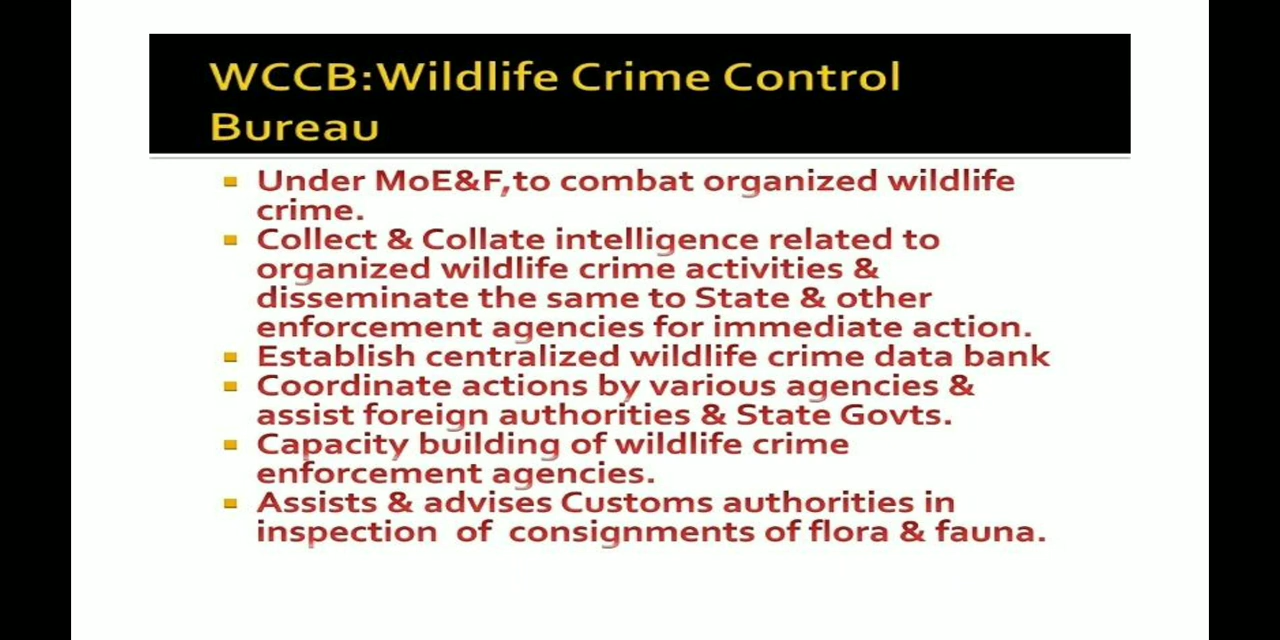 WCCB:Wildlife Crime Control
Bureau
Under MoE&F,to combat organized wildlife
crime.
Collect & Collate intelligence related to
organized wildlife crime activities &
disseminate the same to State & other
enforcement agencies for immediate action.
Establish centralized wildlife crime data bank
Coordinate actions by various agencies &
assist foreign authorities & State Govts.
Capacity building of wildlife crime
enforcement agencies.
Assists & advises Customs authorities in
inspection of consignments of flora & fauna.